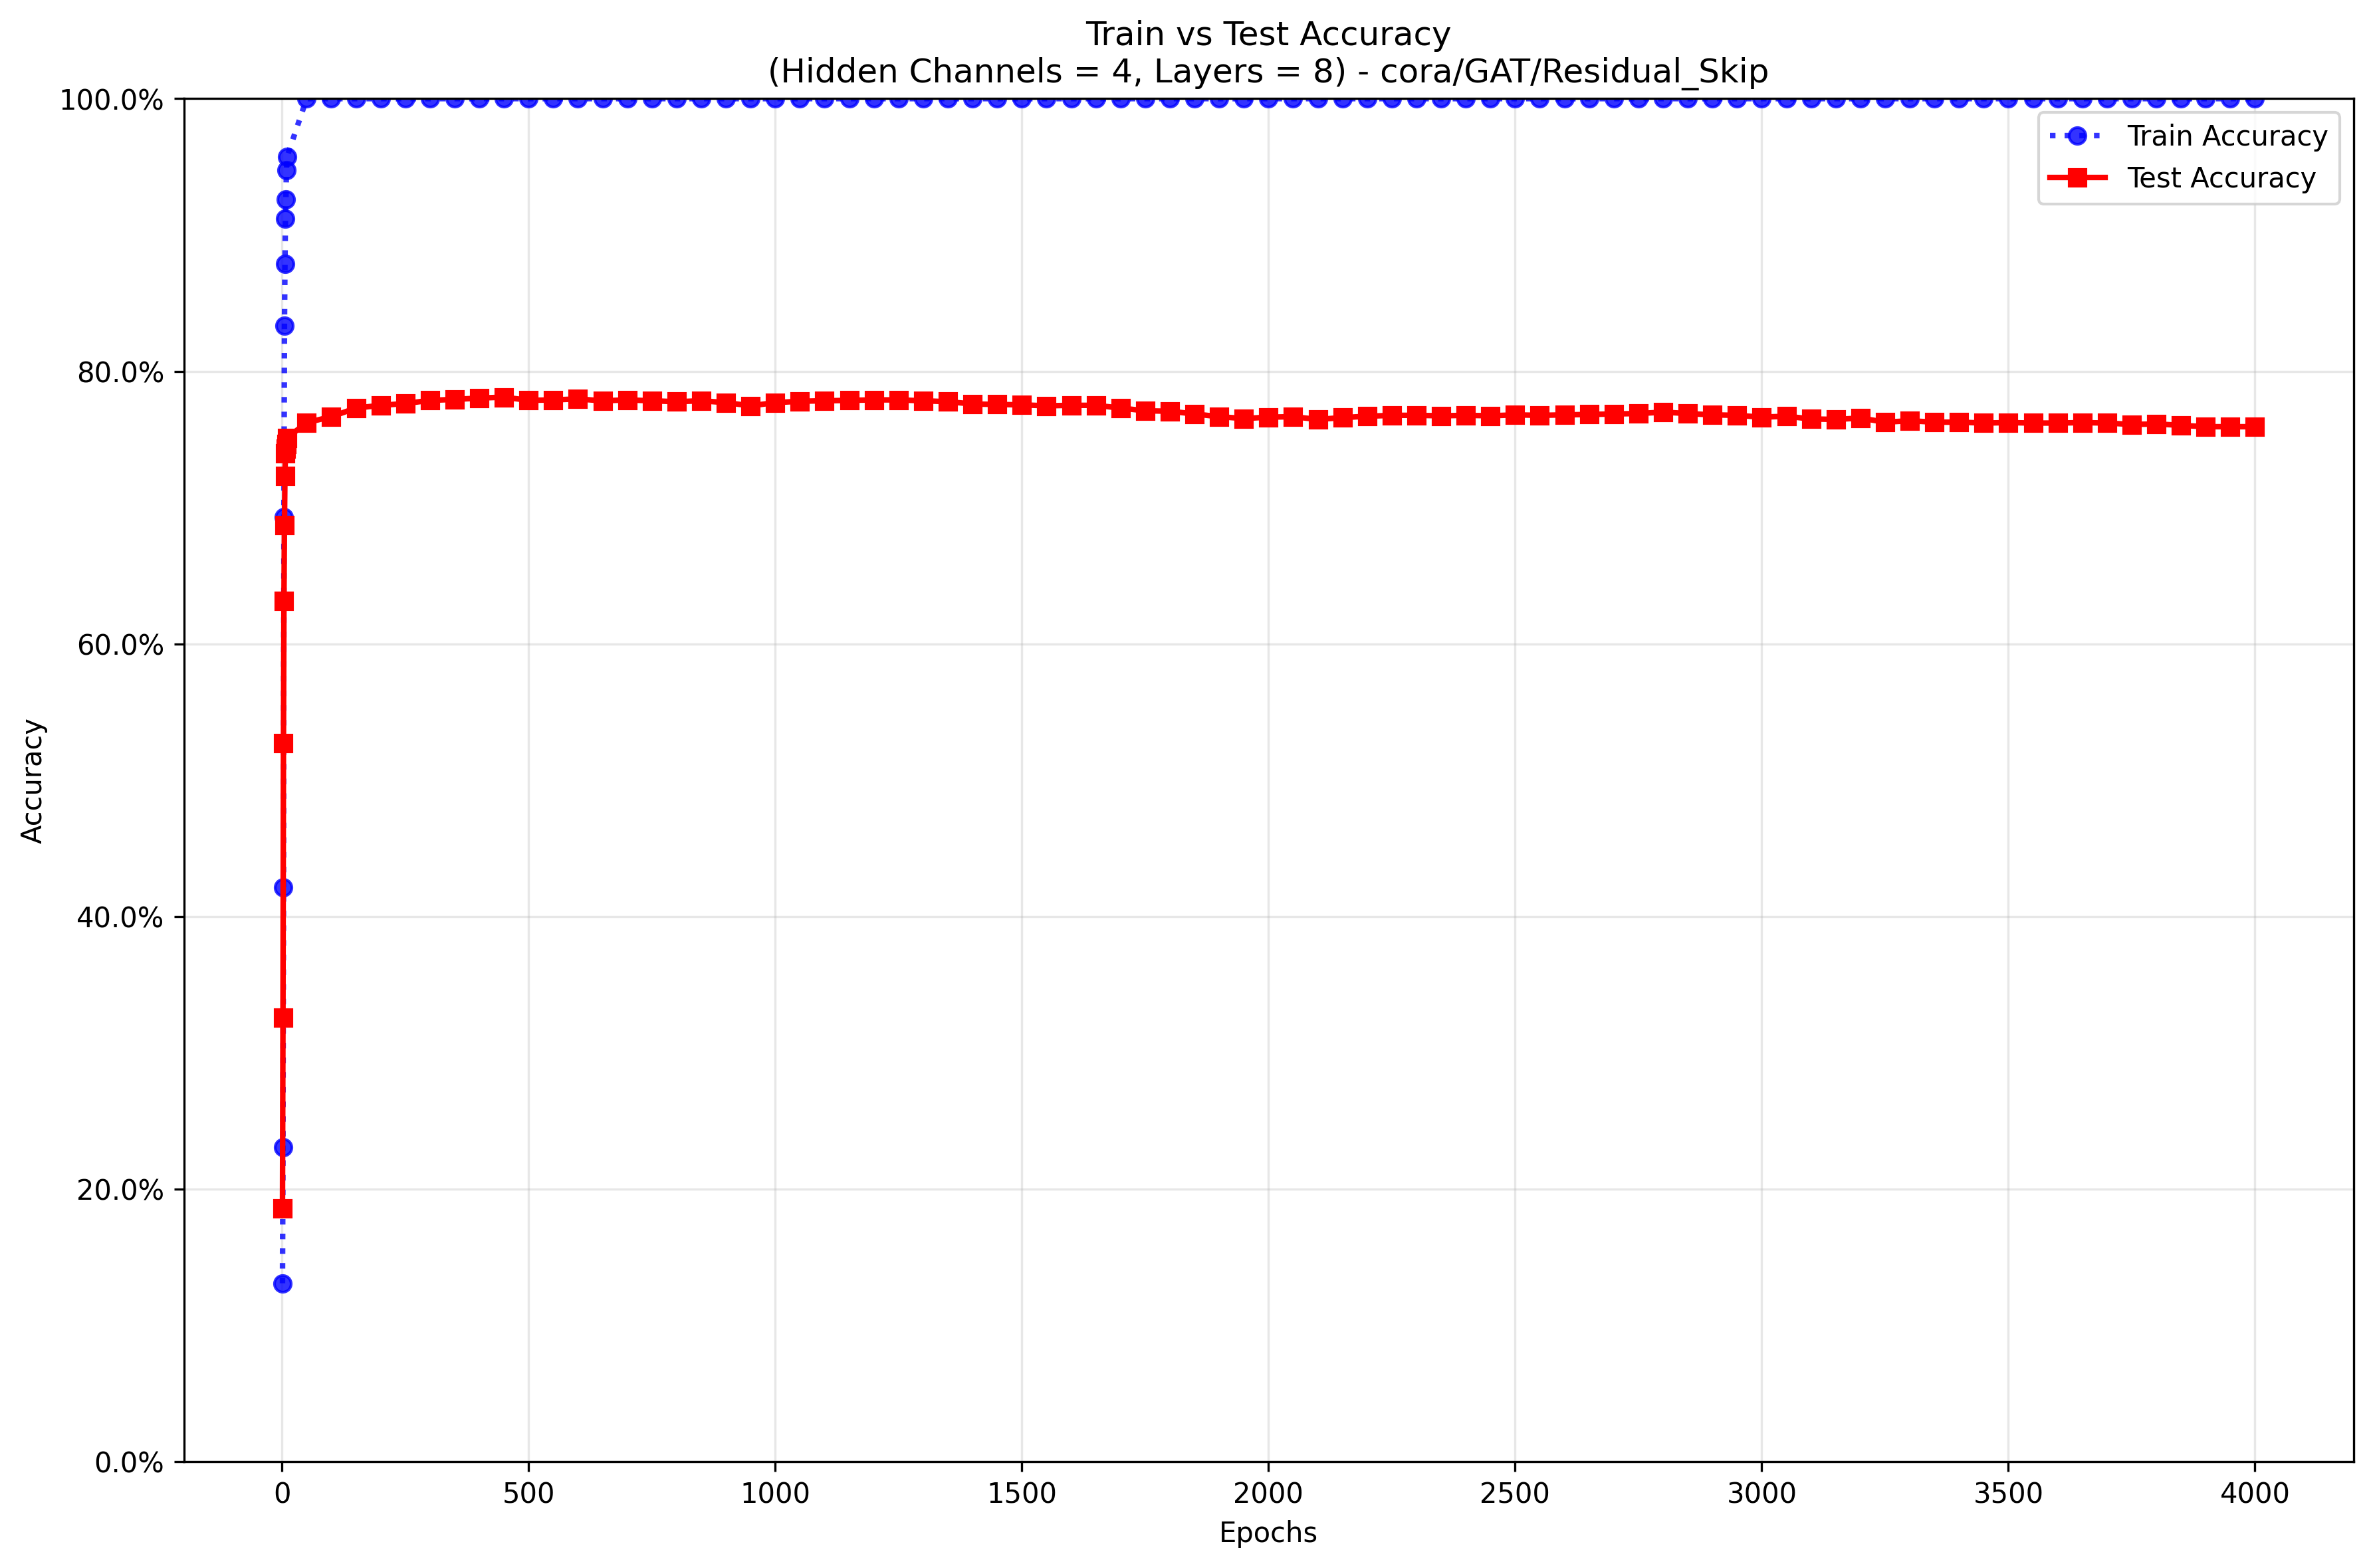 Train vs Test Accuracy
(Hidden Channels = 4, Layers = 8) - cora/GAT/Residual_Skip
100.0%
80.0%
60.0%
40.0%
20.0%
0.0%
Accuracy
Train Accuracy
Test Accuracy
0 500 1000 1500 2000 2500 3000 3500 4000
Epochs